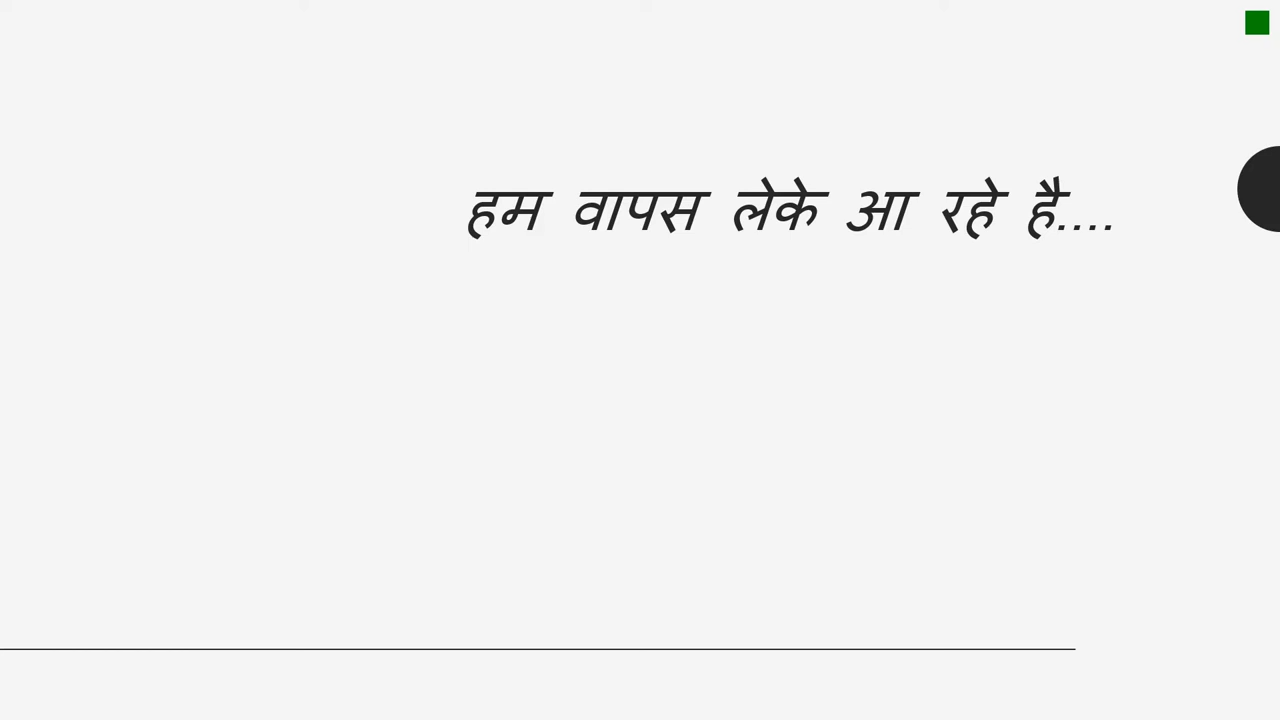 हम वापस लेके आ रहे है....